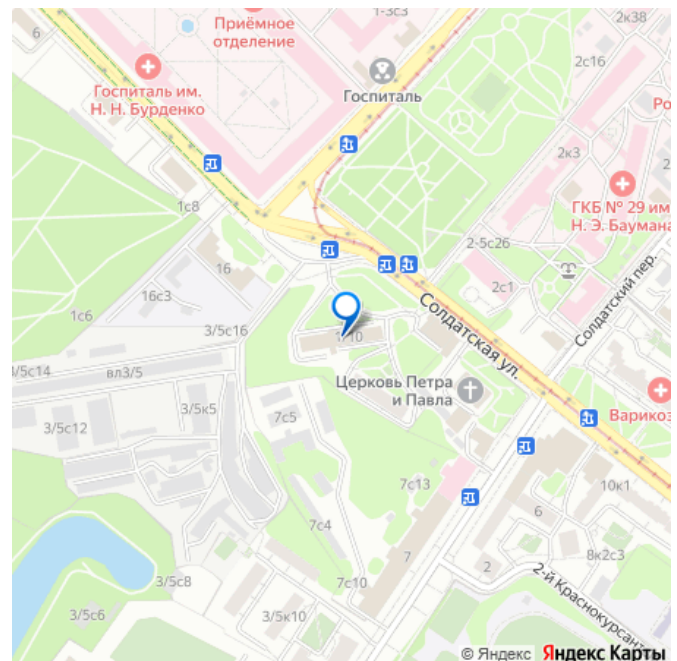 6
Приёмное
отделение
1-3с3
2к38
2с16
Госпиталь им.
Н. Н. Бурденко
Госпиталь
Ро
2к3
2
ГКБ № 29 им
Н. Э. Баумана
1с8
2-5с26
16
16с3
2с1
Солдатский пер.
1с6
3/5с16
Солдатская ул.
3/5с14
вл3/5
Церковь Петра
и Павла
Варикоз
3/5к5
7с5
3/5с12
7с13
10к1
7с4
6
7
8к2с3
3/5с8
7с10
2
2-й Краснокурсант
3/5с6
3/5к10
© Яндекс Яндекс Карты